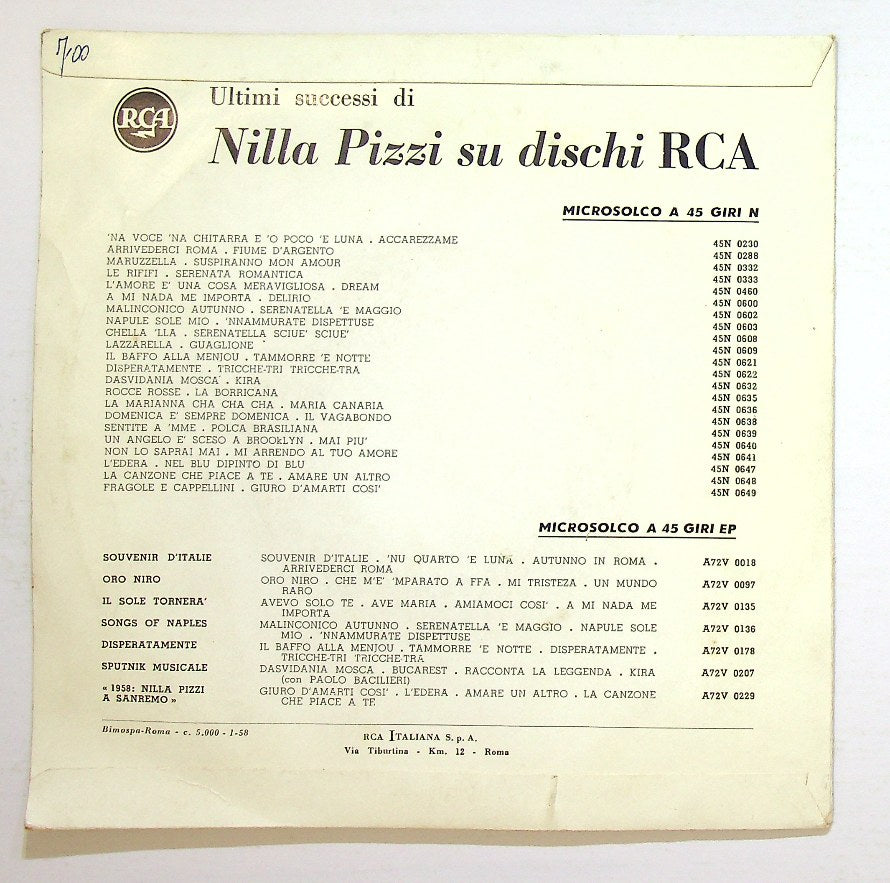 7,00
RCA
Ultimi successi di
Nilla Pizzi su dischi RCA
MICROSOLCO A 45 GIRI N
'NA VOCE 'NA CHITARRA E 'O POCO 'E LUNA . ACCAREZZAME 45N 0230
ARRIVEDERCI ROMA . FIUME D'ARGENTO 45N 0288
MARUZZELLA . SUSPIRANNO MON AMOUR 45N 0332
LE RIFIFI . SERENATA ROMANTICA 45N 0333
L'AMORE E' UNA COSA MERAVIGLIOSA . DREAM 45N 0460
A MI NADA ME IMPORTA . DELIRIO 45N 0600
MALINCONICO AUTUNNO . SERENATELLA 'E MAGGIO 45N 0602
NAPULE SOLE MIO . 'NNAMMURATE DISPETTUSE 45N 0603
CHELLA 'LLA . SERENATELLA SCIUE' SCIUE' 45N 0608
LAZZARELLA . GUAGLIONE 45N 0609
IL BAFFO ALLA MENJOU . TAMMORRE 'E NOTTE 45N 0621
DISPERATAMENTE . TRICCHE-TRI TRICCHE-TRA 45N 0622
DASVIDANIA MOSCA' . KIRA 45N 0632
ROCCE ROSSE . LA BORRICANA 45N 0635
LA MARIANNA CHA CHA CHA . MARIA CANARIA 45N 0636
DOMENICA E' SEMPRE DOMENICA . IL VAGABONDO 45N 0638
SENTITE A 'MME . POLCA BRASILIANA 45N 0639
UN ANGELO E' SCESO A BROOkLYN . MAI PIU' 45N 0640
NON LO SAPRAI MAI . MI ARRENDO AL TUO AMORE 45N 0641
L'EDERA . NEL BLU DIPINTO DI BLU 45N 0647
LA CANZONE CHE PIACE A TE . AMARE UN ALTRO 45N 0648
FRAGOLE E CAPPELLINI . GIURO D'AMARTI COSI' 45N 0649
MICROSOLCO A 45 GIRI EP
SOUVENIR D'ITALIE SOUVENIR D'ITALIE . 'NU QUARTO 'E LUNA . AUTUNNO IN ROMA . A72V 0018
ARRIVEDERCI ROMA
ORO NIRO ORO NIRO . CHE M'E' 'MPARATO A FFA . MI TRISTEZA . UN MUNDO A72V 0097
RARO
IL SOLE TORNERA' AVEVO SOLO TE . AVE MARIA . AMIAMOCI COSI' . A MI NADA ME A72V 0135
IMPORTA
SONGS OF NAPLES MALINCONICO AUTUNNO . SERENATELLA 'E MAGGIO . NAPULE SOLE A72V 0136
MIO . 'NNAMMURATE DISPETTUSE
DISPERATAMENTE IL BAFFO ALLA MENJOU . TAMMORRE 'E NOTTE . DISPERATAMENTE . A72V 0178
TRICCHE-TRI TRICCHE-TRA
SPUTNIK MUSICALE DASVIDANIA MOSCA . BUCAREST . RACCONTA LA LEGGENDA . KIRA A72V 0207
(con PAOLO BACILIERI)
« 1958: NILLA PIZZI GIURO D'AMARTI COSI' . L'EDERA . AMARE UN ALTRO . LA CANZONE A72V 0229
A SANREMO » CHE PIACE A TE
Bimospa-Roma - c. 5.000 - 1-58
RCA ITALIANA S. p. A.
Via Tiburtina - Km. 12 - Roma